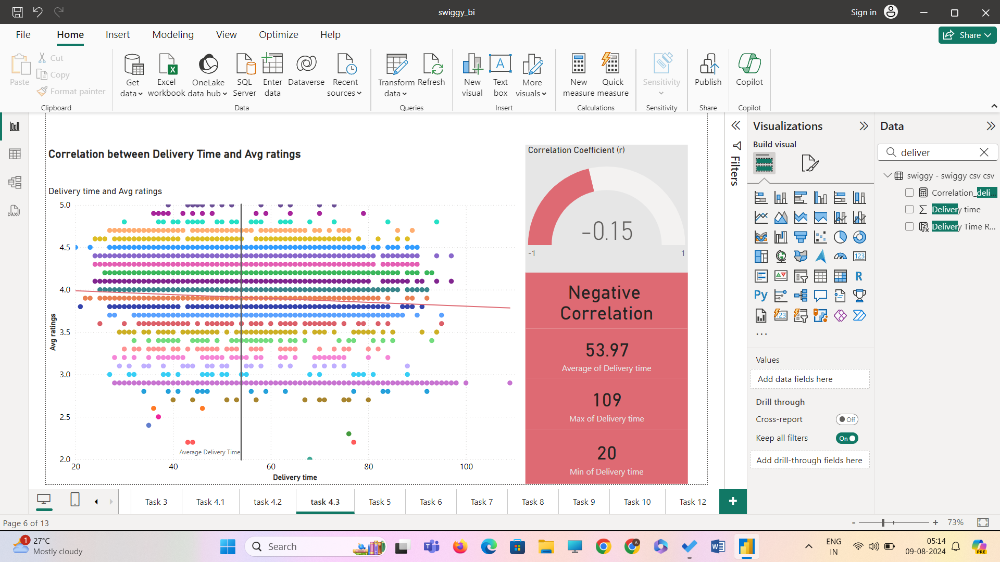 swiggy_bi
Sign in
File Home Insert Modeling View Optimize Help
Share
Paste
Cut
Copy
Format painter
Clipboard
Get data
Excel workbook
OneLake data hub
SQL Server
Enter data
Dataverse
Recent sources
Data
Transform data
Refresh
Queries
New visual
A
Text box
More visuals
Insert
New measure
Quick measure
Calculations
Sensitivity
Sensitivity
Publish
Share
Copilot
Copilot
DAX
Correlation between Delivery Time and Avg ratings
Delivery time and Avg ratings
5.0
4.5
4.0
3.5
3.0
2.5
2.0
Avg ratings
Average Delivery Time
20 40 60 80 100
Delivery time
Correlation Coefficient (r)
-0.15
-1 1
Negative
Correlation
53.97
Average of Delivery time
109
Max of Delivery time
20
Min of Delivery time
Filters
Visualizations
Build visual
123
R
Py
123
...
Values
Add data fields here
Drill through
Cross-report Off
Keep all filters On
Add drill-through fields here
Data
deliver
swiggy - swiggy csv csv
Correlation_deli...
Delivery time
Delivery Time R...
Task 3 Task 4.1 task 4.2 task 4.3 Task 5 Task 6 Task 7 Task 8 Task 9 Task 10 Task 12
Page 6 of 13
- + 73%
1
27°C
Mostly cloudy
Search
A
ENG
IN
05:14
09-08-2024
PRE